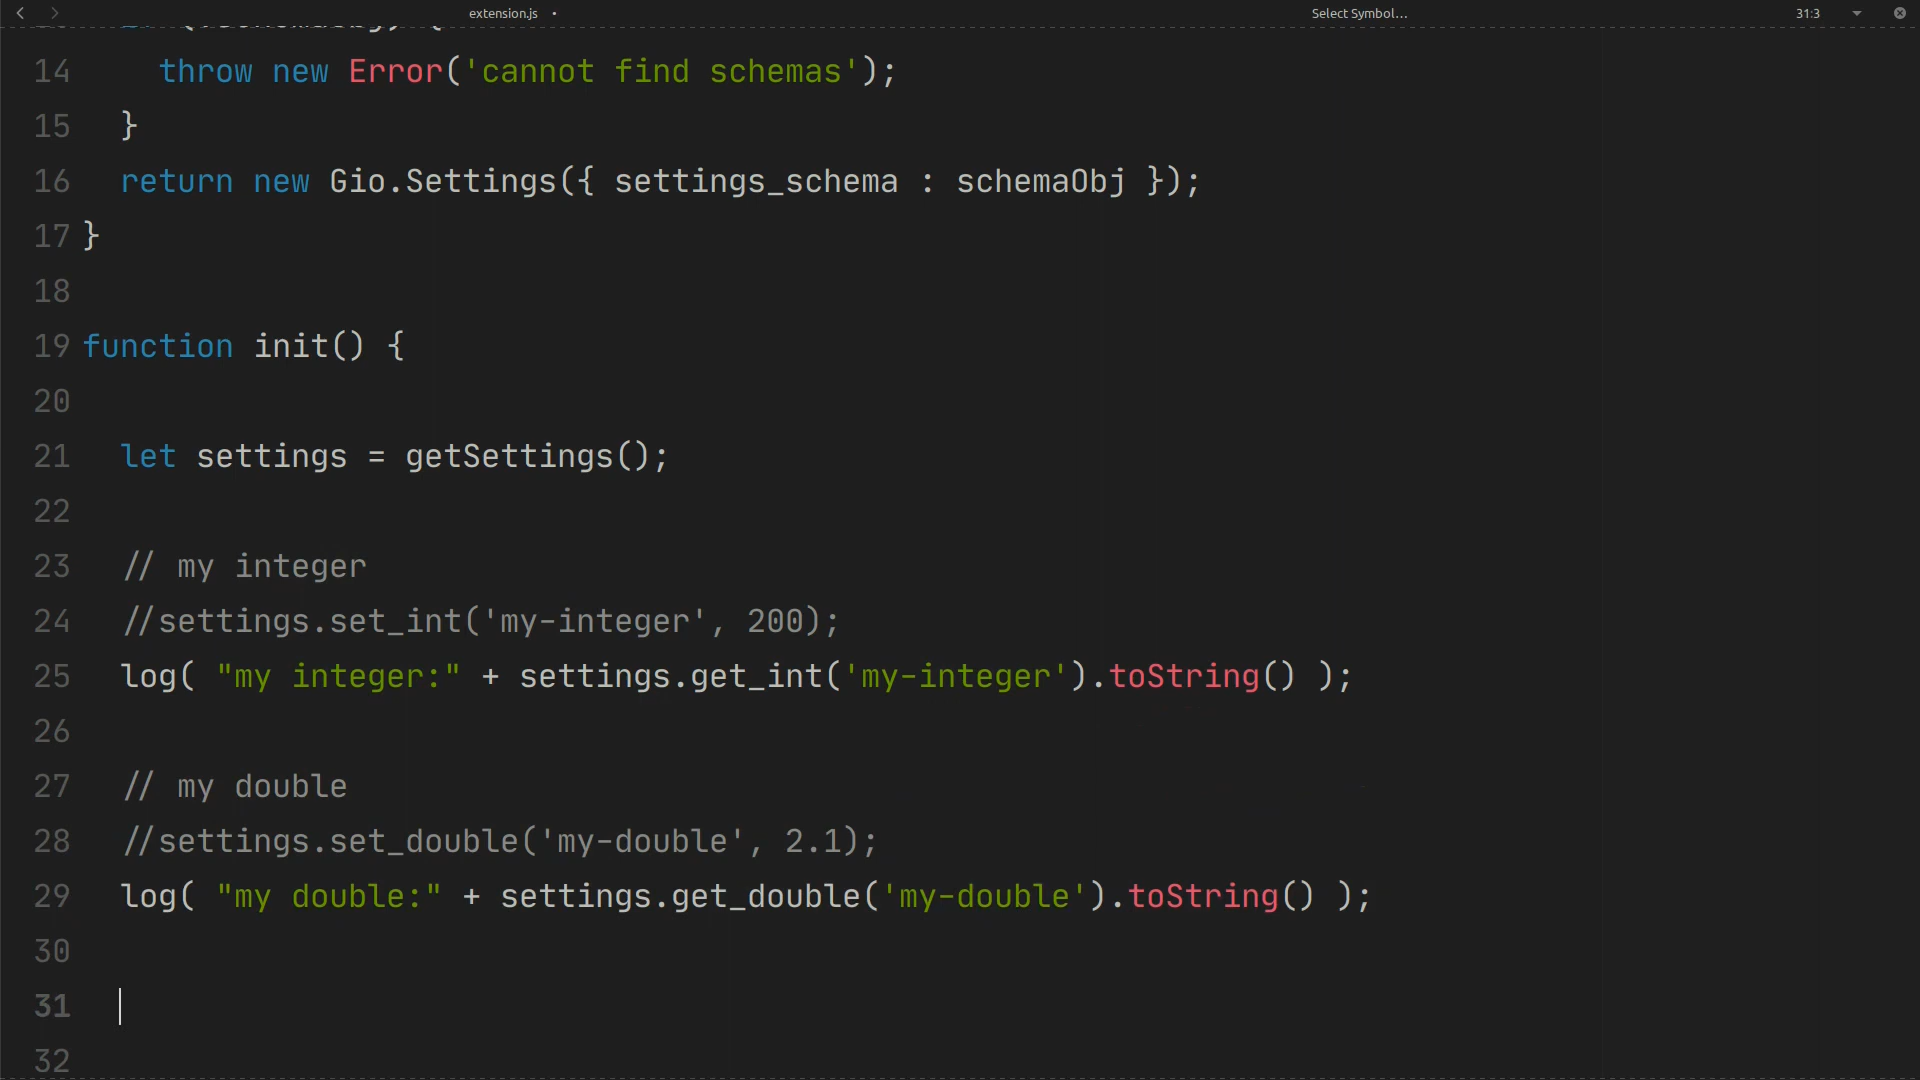 extension.js •
Select Symbol...
31:3
14 throw new Error('cannot find schemas');
15 }
16 return new Gio.Settings({ settings_schema : schemaObj });
17 }
18
19 function init() {
20
21 let settings = getSettings();
22
23 // my integer
24 //settings.set_int('my-integer', 200);
25 log( "my integer:" + settings.get_int('my-integer').toString() );
26
27 // my double
28 //settings.set_double('my-double', 2.1);
29 log( "my double:" + settings.get_double('my-double').toString() );
30
31
32